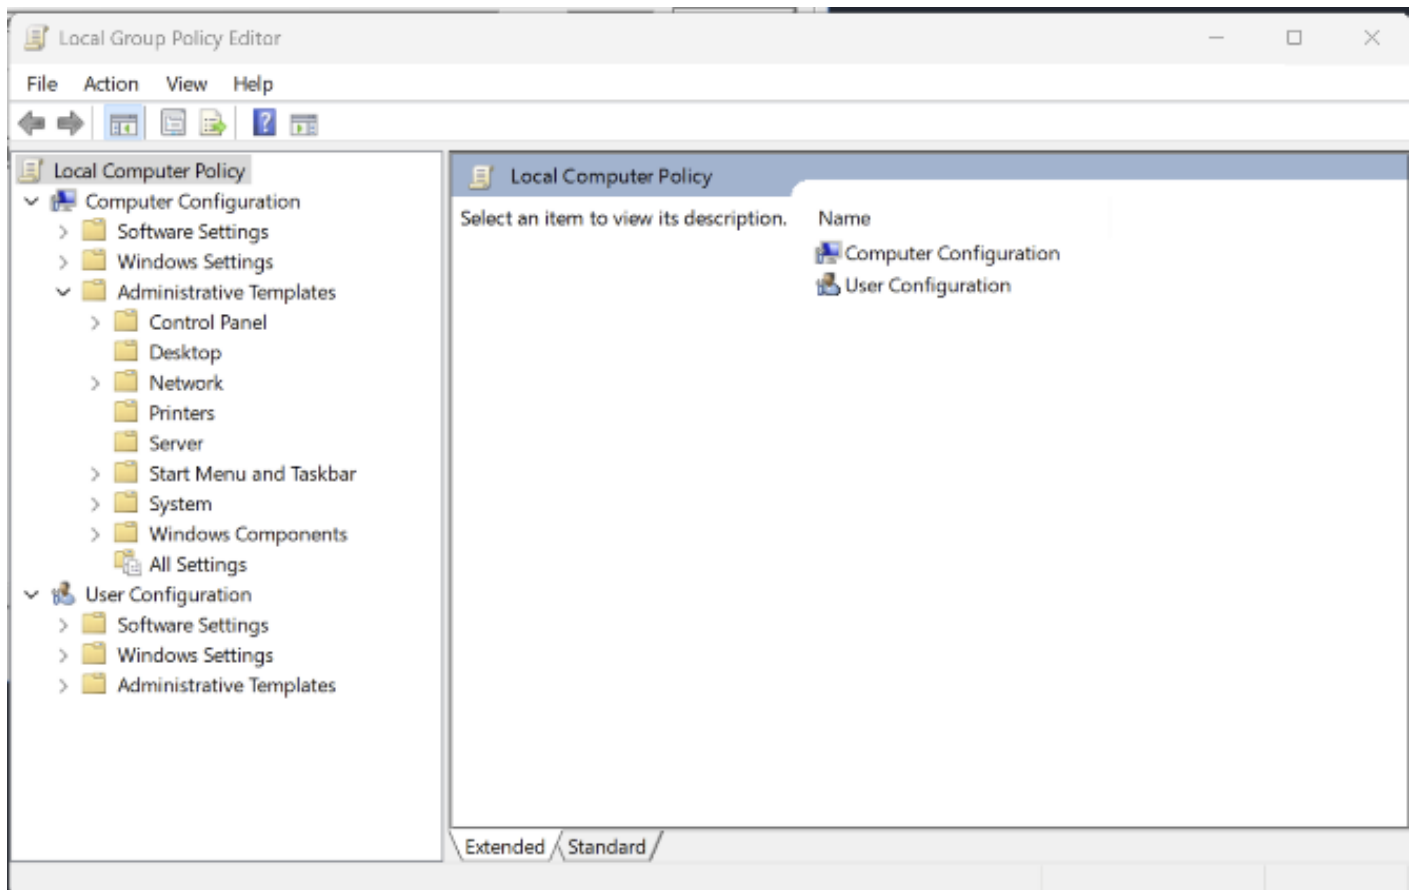 Local Group Policy Editor
File Action View Help
?
Local Computer Policy
Computer Configuration
Software Settings
Windows Settings
Administrative Templates
Control Panel
Desktop
Network
Printers
Server
Start Menu and Taskbar
System
Windows Components
All Settings
User Configuration
Software Settings
Windows Settings
Administrative Templates
Local Computer Policy
Select an item to view its description.
Name
Computer Configuration
User Configuration
Extended Standard